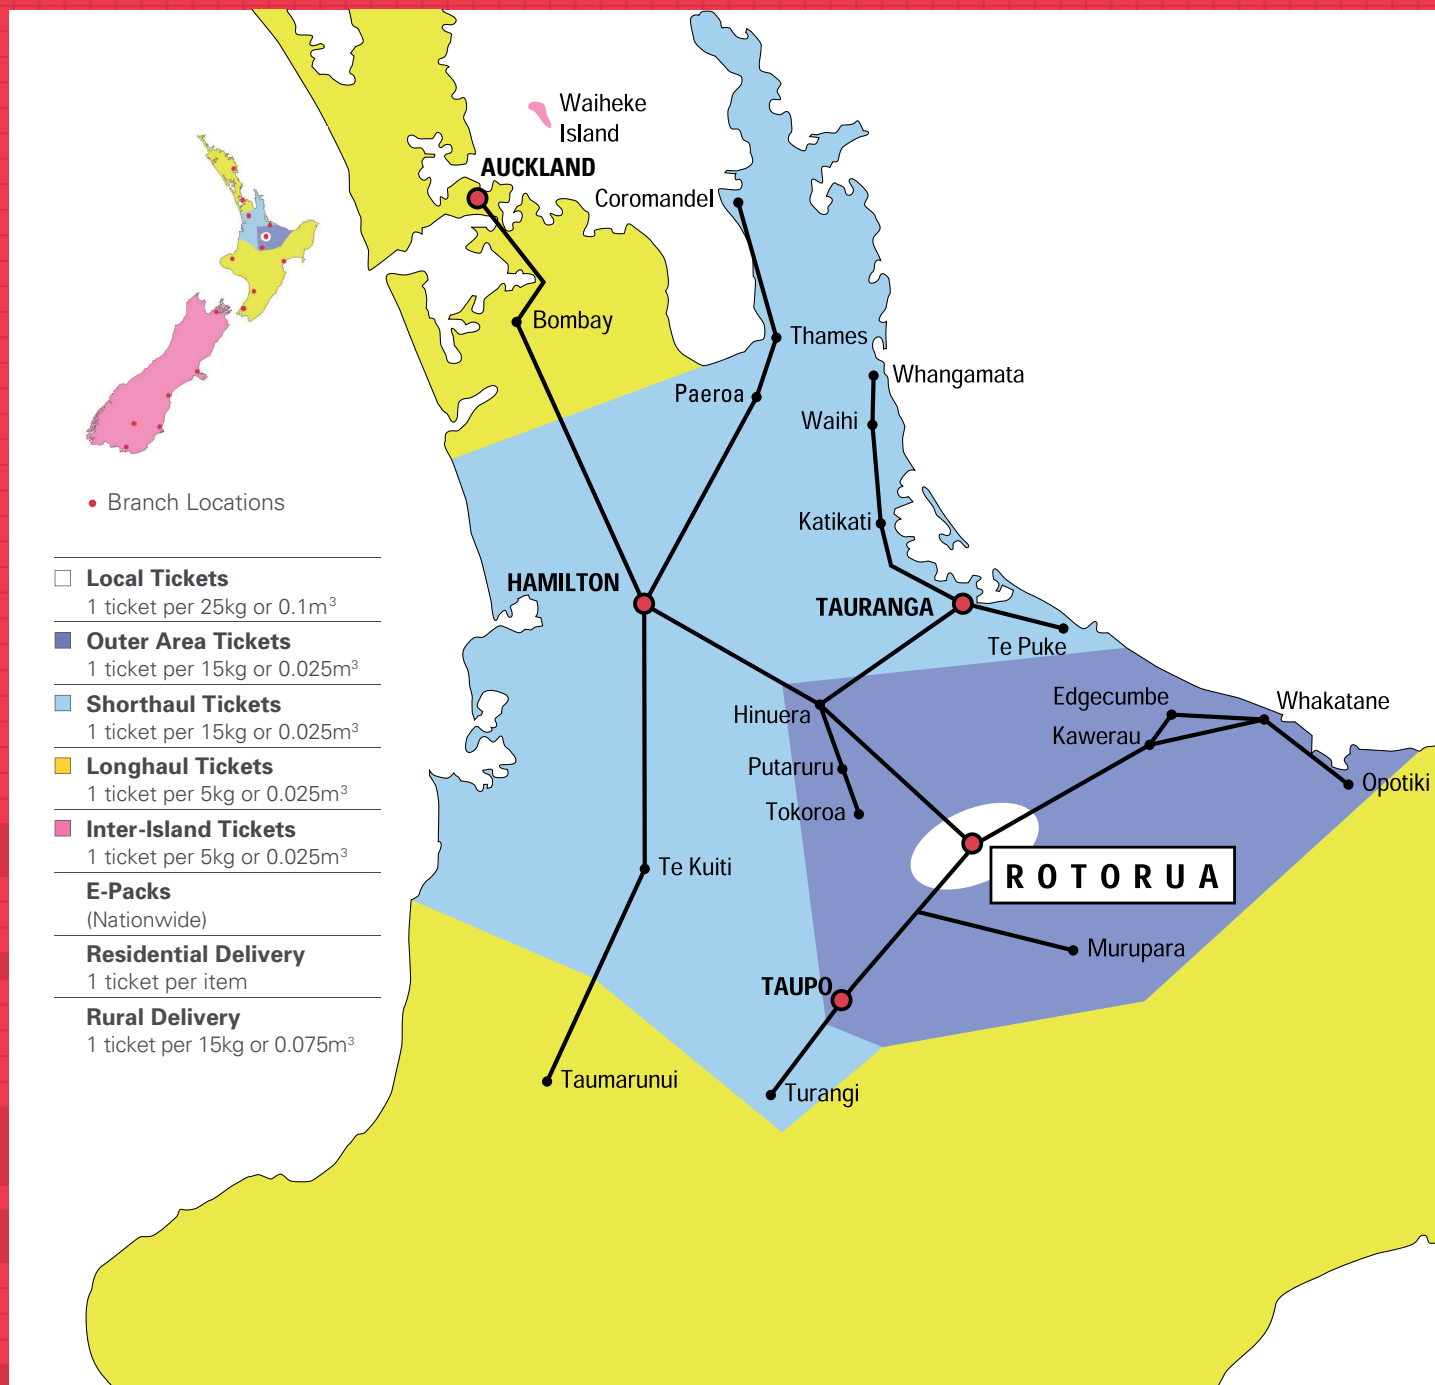 Waiheke
Island
AUCKLAND
Coromandel
Bombay
Thames
Whangamata
Paeroa
Waihi
• Branch Locations
Katikati
HAMILTON
TAURANGA
Te Puke
Local Tickets
1 ticket per 25kg or 0.1m³
Outer Area Tickets
1 ticket per 15kg or 0.025m³
Shorthaul Tickets
1 ticket per 15kg or 0.025m³
Longhaul Tickets
1 ticket per 5kg or 0.025m³
Inter-Island Tickets
1 ticket per 5kg or 0.025m³
E-Packs
(Nationwide)
Residential Delivery
1 ticket per item
Rural Delivery
1 ticket per 15kg or 0.075m³
Edgecumbe
Whakatane
Hinuera
Kawerau
Putaruru
Opotiki
Tokoroa
Te Kuiti
ROTORUA
Murupara
TAUPO
Taumarunui
Turangi